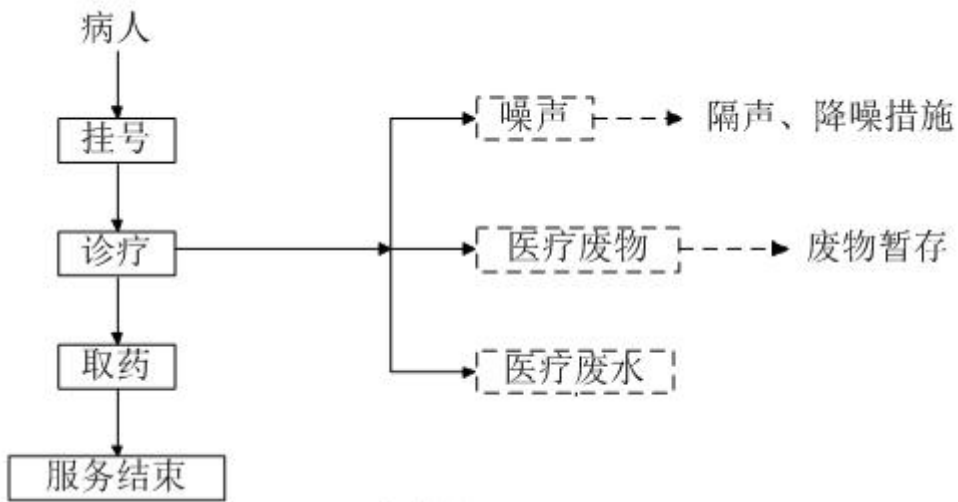 病人
挂号
噪声
隔声、降噪措施
诊疗
医疗废物
废物暂存
取药
医疗废水
服务结束